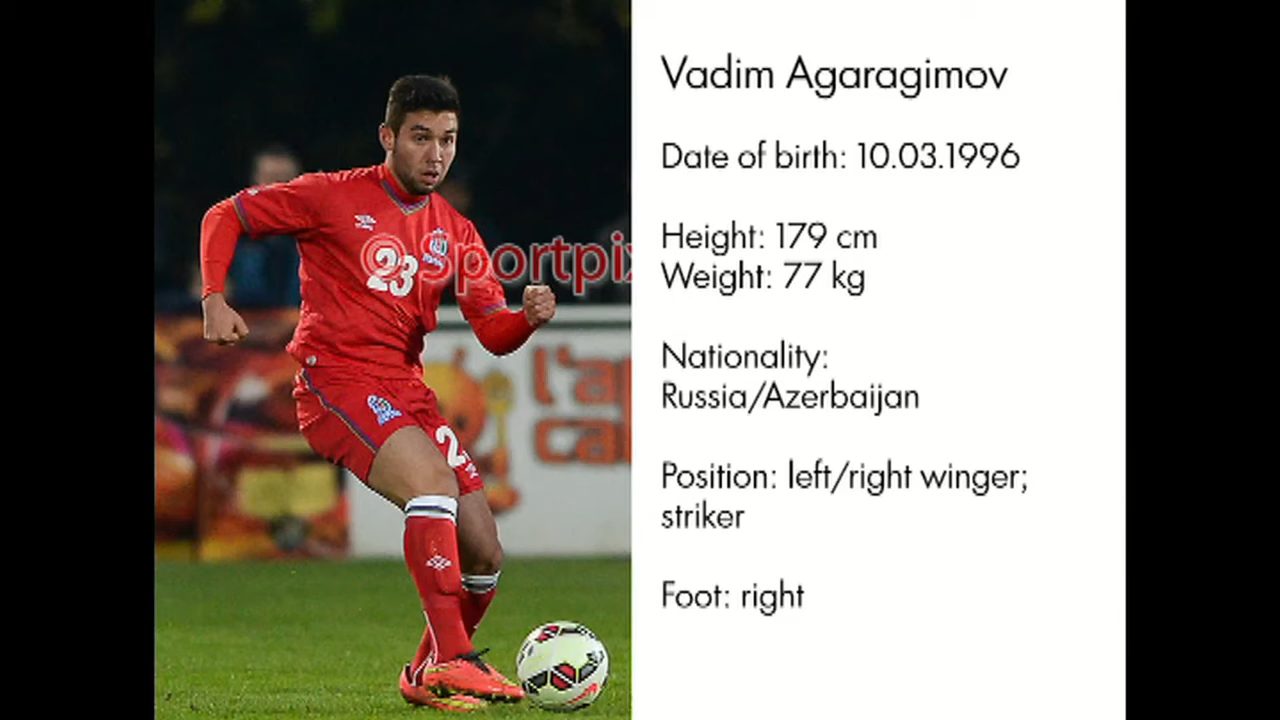 Vadim Agaragimov
Date of birth: 10.03.1996
Height: 179 cm
Weight: 77 kg
Nationality:
Russia/Azerbaijan
Position: left/right winger;
striker
Foot: right
23
© Sportpix
2